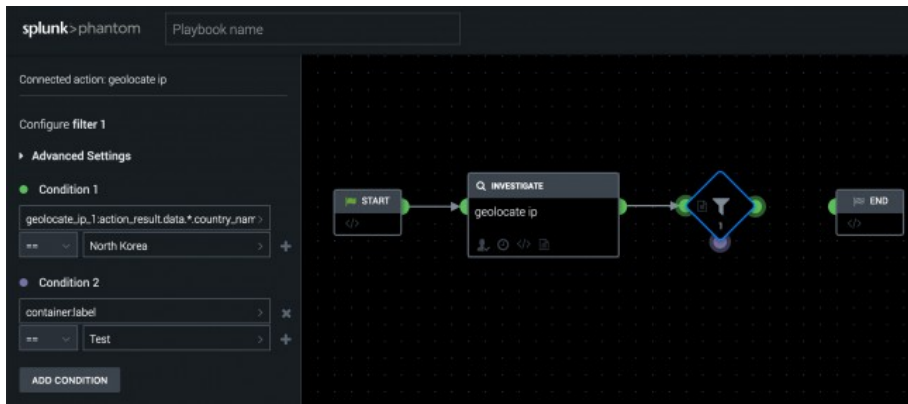 splunk>phantom
Playbook name
Connected action: geolocate ip
Configure filter 1
Advanced Settings
Condition 1
geolocate_ip_1:action_result.data.*.country_nam
==
North Korea
Condition 2
container.label
==
Test
ADD CONDITION
START
</>
INVESTIGATE
geolocate ip
</>
1
END
</>